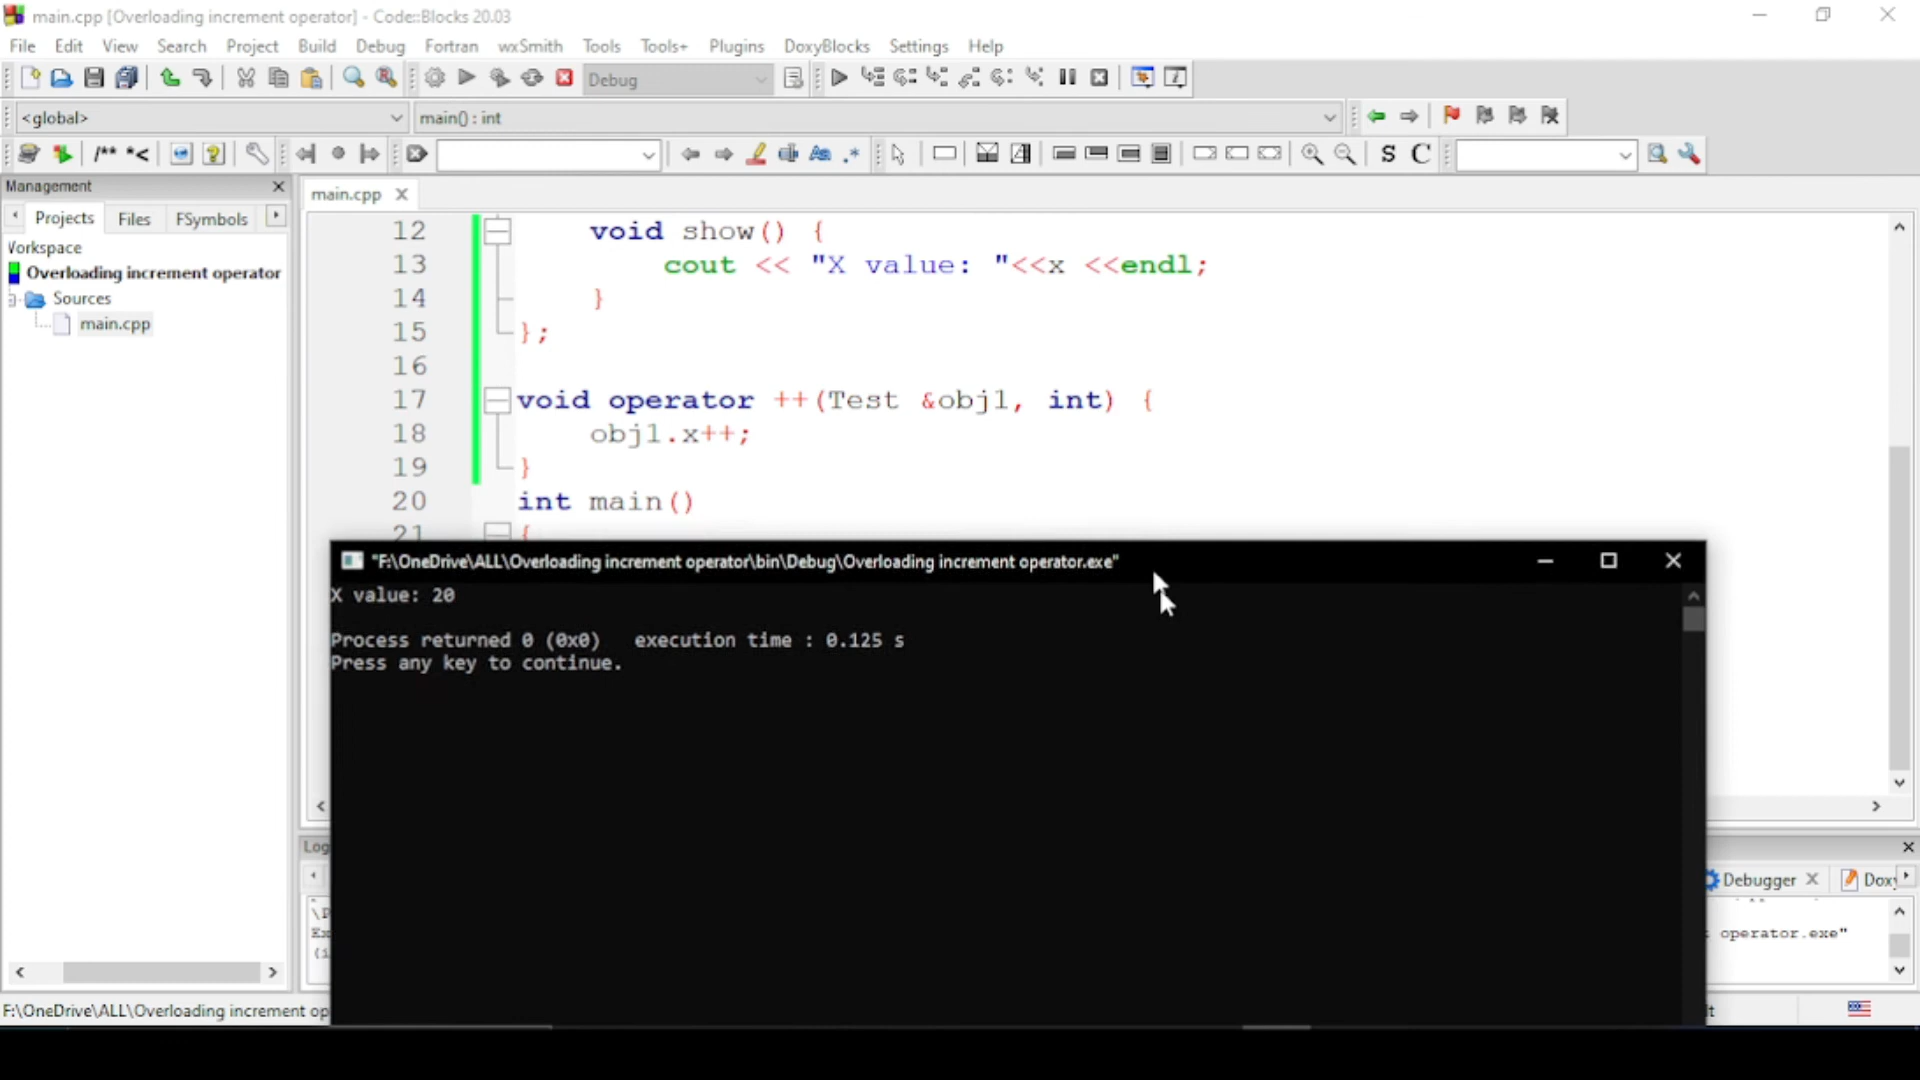 main.cpp [Overloading increment operator] - Code::Blocks 20.03
File Edit View Search Project Build Debug Fortran wxSmith Tools Tools+ Plugins DoxyBlocks Settings Help
Debug
<global> main() : int
/** *< Aa .* S C
Management
main.cpp
Projects Files FSymbols
Workspace
Overloading increment operator
Sources
main.cpp
12 void show() {
13 cout << "X value: "<<x <<endl;
14 }
15 };
16
17 void operator ++(Test &obj1, int) {
18 obj1.x++;
19 }
20 int main()
21 {
"F:\OneDrive\ALL\Overloading increment operator\bin\Debug\Overloading increment operator.exe"
X value: 20
Process returned 0 (0x0) execution time : 0.125 s
Press any key to continue.
Log
Debugger Doxy
operator.exe"
F:\OneDrive\ALL\Overloading increment op